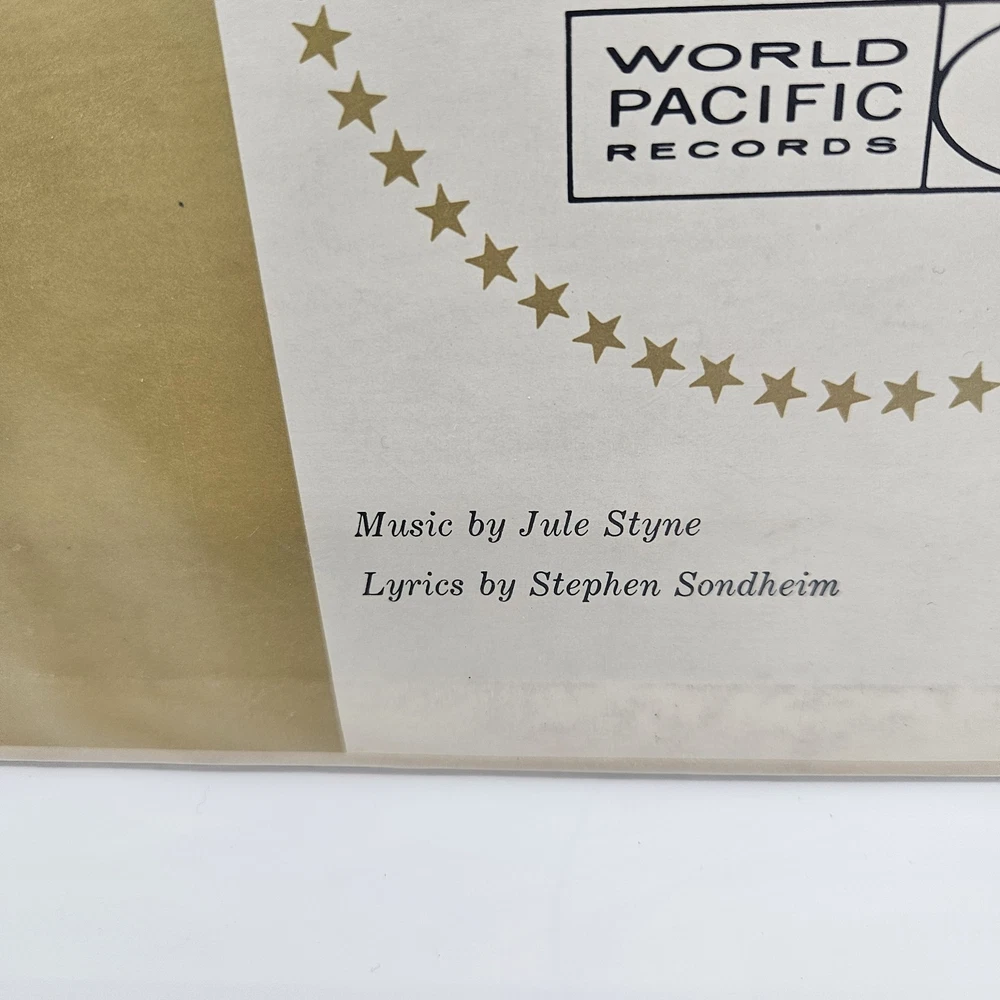 WORLD
PACIFIC
RECORDS
Music by Jule Styne
Lyrics by Stephen Sondheim